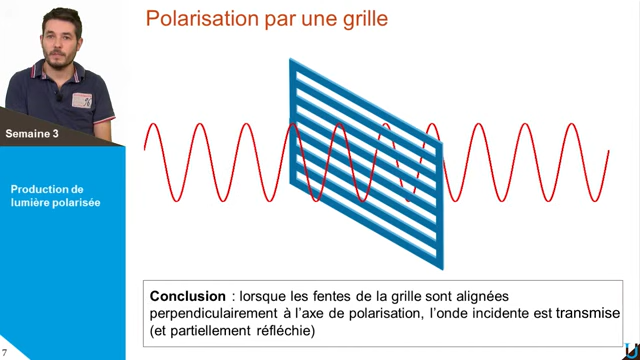 Polarisation par une grille
Semaine 3
Production de
lumière polarisée
Conclusion : lorsque les fentes de la grille sont alignées
perpendiculairement à l'axe de polarisation, l'onde incidente est transmise
(et partiellement réfléchie)
7